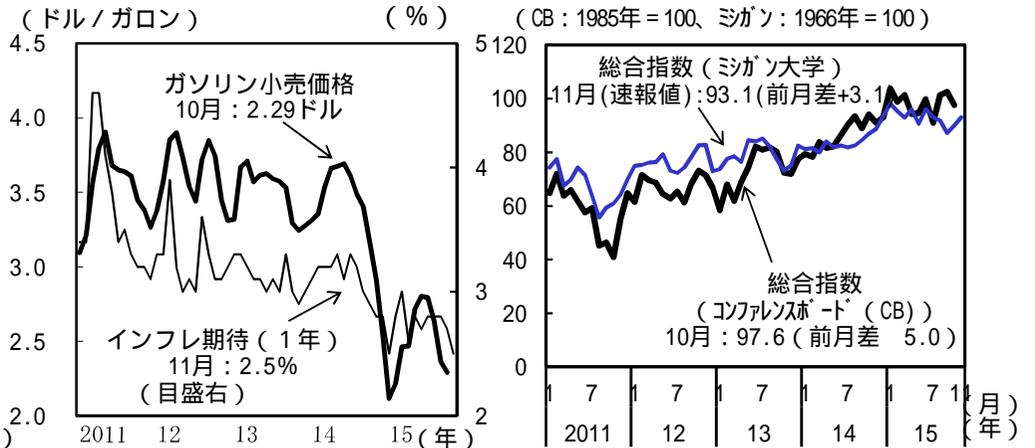 （ドル / ガロン） （％）
4.5
4.0
3.5
3.0
2.5
2.0
5
4
3
2
ガソリン小売価格
10月：2.29ドル
インフレ期待（１年）
11月：2.5%
（目盛右）
2011 12 13 14 15 （年）
)
（CB：1985年＝100、ﾐｼｶﾞﾝ：1966年＝100）
120
100
80
60
40
20
0
総合指数（ﾐｼｶﾞﾝ大学）
11月(速報値)：93.1(前月差+3.1
総合指数
（ｺﾝﾌｧﾚﾝｽﾎﾞｰﾄﾞ（CB））
10月：97.6（前月差　5.0）
1 7 1 7 1 7 1 7 1 7 11 （月）
2011 12 13 14 15 （年）